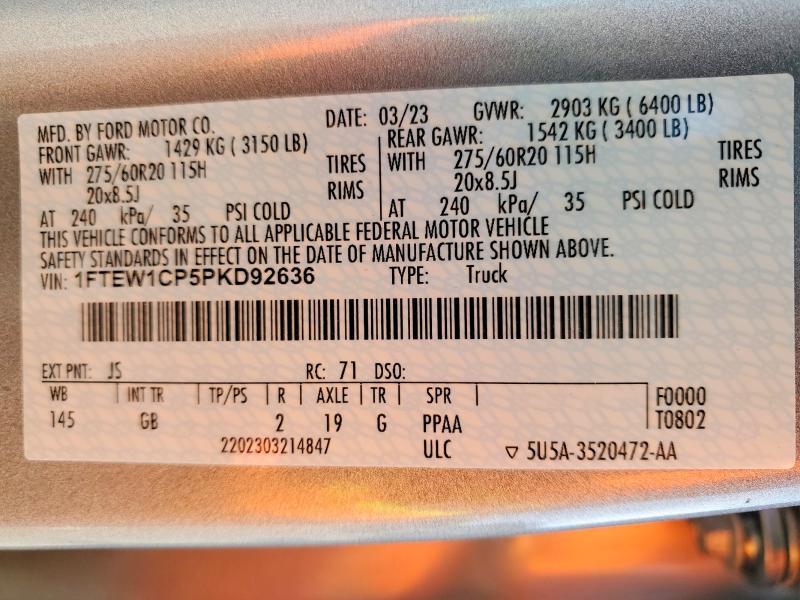 MFD. BY FORD MOTOR CO. DATE: 03/23 GVWR: 2903 KG ( 6400 LB)
FRONT GAWR: 1429 KG ( 3150 LB) REAR GAWR: 1542 KG ( 3400 LB)
WITH 275/60R20 115H TIRES WITH 275/60R20 115H TIRES
20x8.5J RIMS 20x8.5J RIMS
AT 240 kPa/ 35 PSI COLD AT 240 kPa/ 35 PSI COLD
THIS VEHICLE CONFORMS TO ALL APPLICABLE FEDERAL MOTOR VEHICLE
SAFETY STANDARDS IN EFFECT ON THE DATE OF MANUFACTURE SHOWN ABOVE.
VIN: 1FTEW1CP5PKD92636 TYPE: Truck
EXT PNT: JS RC: 71 DSO:
WB INT TR TP/PS R AXLE TR SPR F0000
145 GB 2 19 G PPAA T0802
2202303214847 ULC ▽ 5U5A-3520472-AA